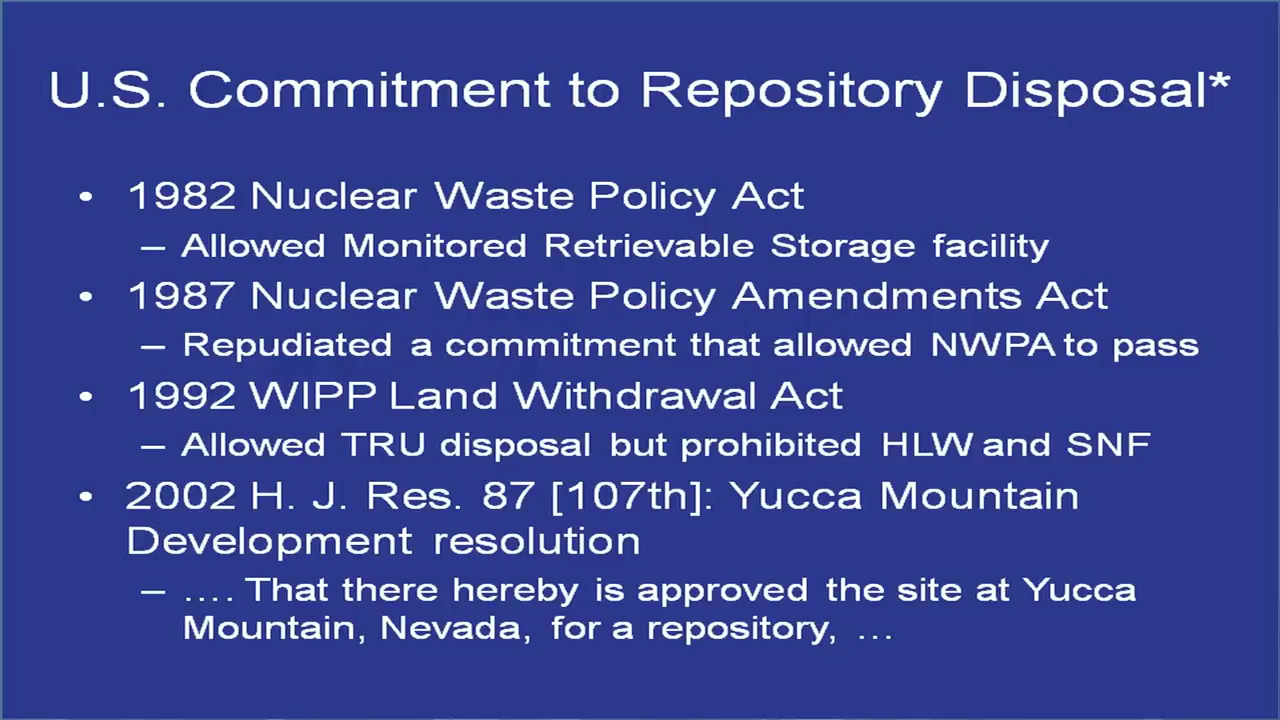 U.S. Commitment to Repository Disposal*
• 1982 Nuclear Waste Policy Act
– Allowed Monitored Retrievable Storage facility
• 1987 Nuclear Waste Policy Amendments Act
– Repudiated a commitment that allowed NWPA to pass
• 1992 WIPP Land Withdrawal Act
– Allowed TRU disposal but prohibited HLW and SNF
• 2002 H. J. Res. 87 [107th]: Yucca Mountain
Development resolution
– .... That there hereby is approved the site at Yucca
Mountain, Nevada, for a repository, ...